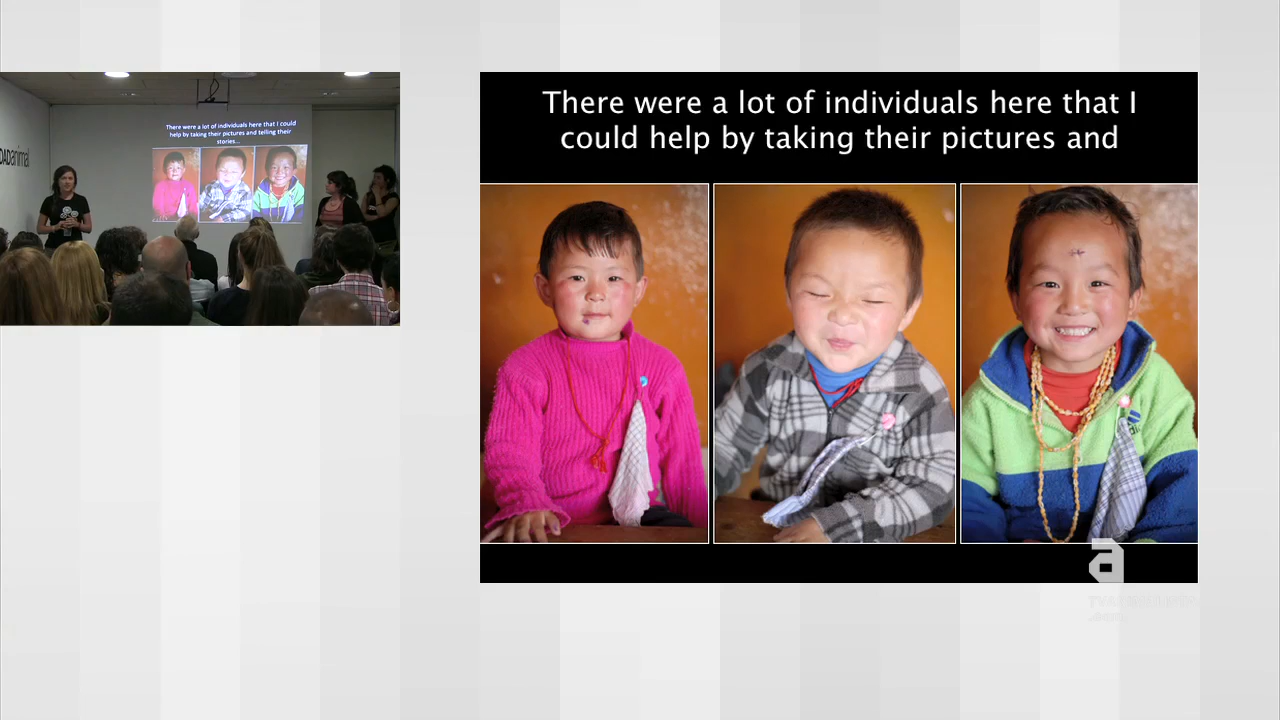 DADanimal
There were a lot of individuals here that I could
help by taking their pictures and telling their
stories...
There were a lot of individuals here that I
could help by taking their pictures and
a